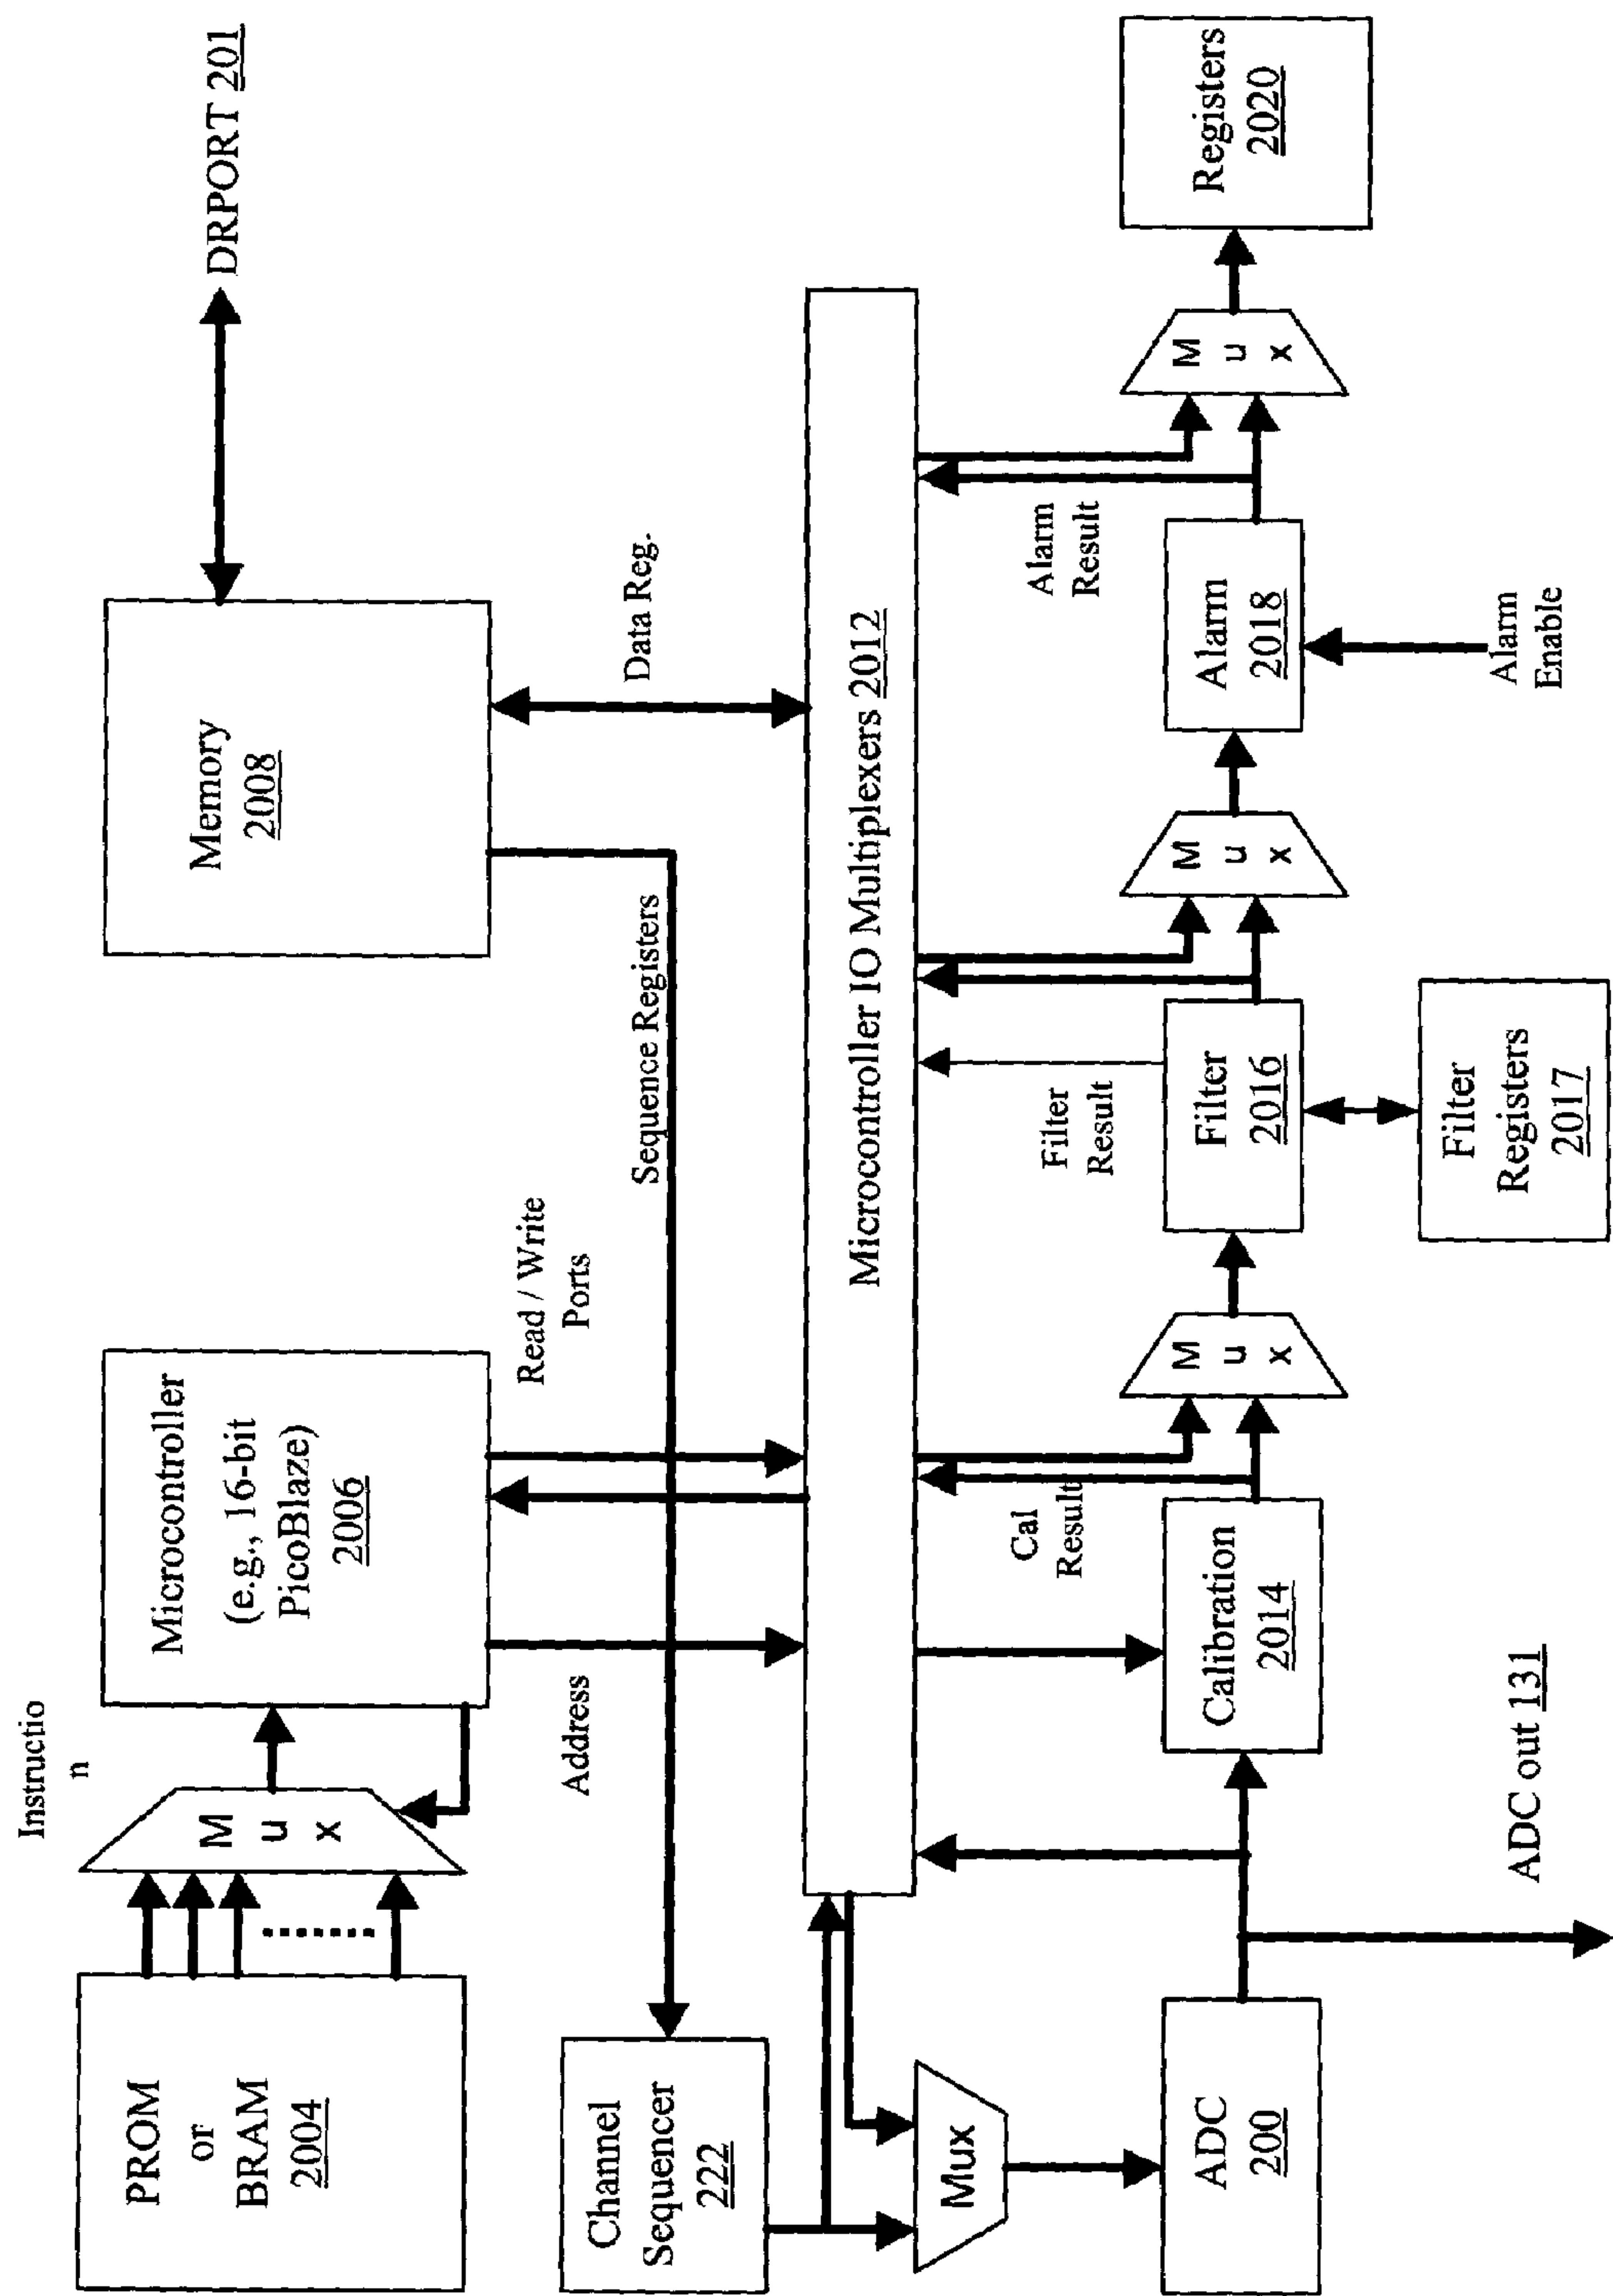 PROM
or
BRAM
2004
M
u
x
Instructio
n
Microcontroller
(e.g., 16-bit
PicoBlaze)
2006
Memory
2008
DRPORT 201
Channel
Sequencer
222
Address
Read / Write
Ports
Sequence Registers
Data Reg.
Microcontroller IO Multiplexers 2012
Mux
ADC
200
ADC out 131
Calibration
2014
Cal
Result
M
u
x
Filter
2016
Filter
Result
Filter
Registers
2017
M
u
x
Alarm
2018
Alarm
Result
Alarm
Enable
M
u
x
Registers
2020